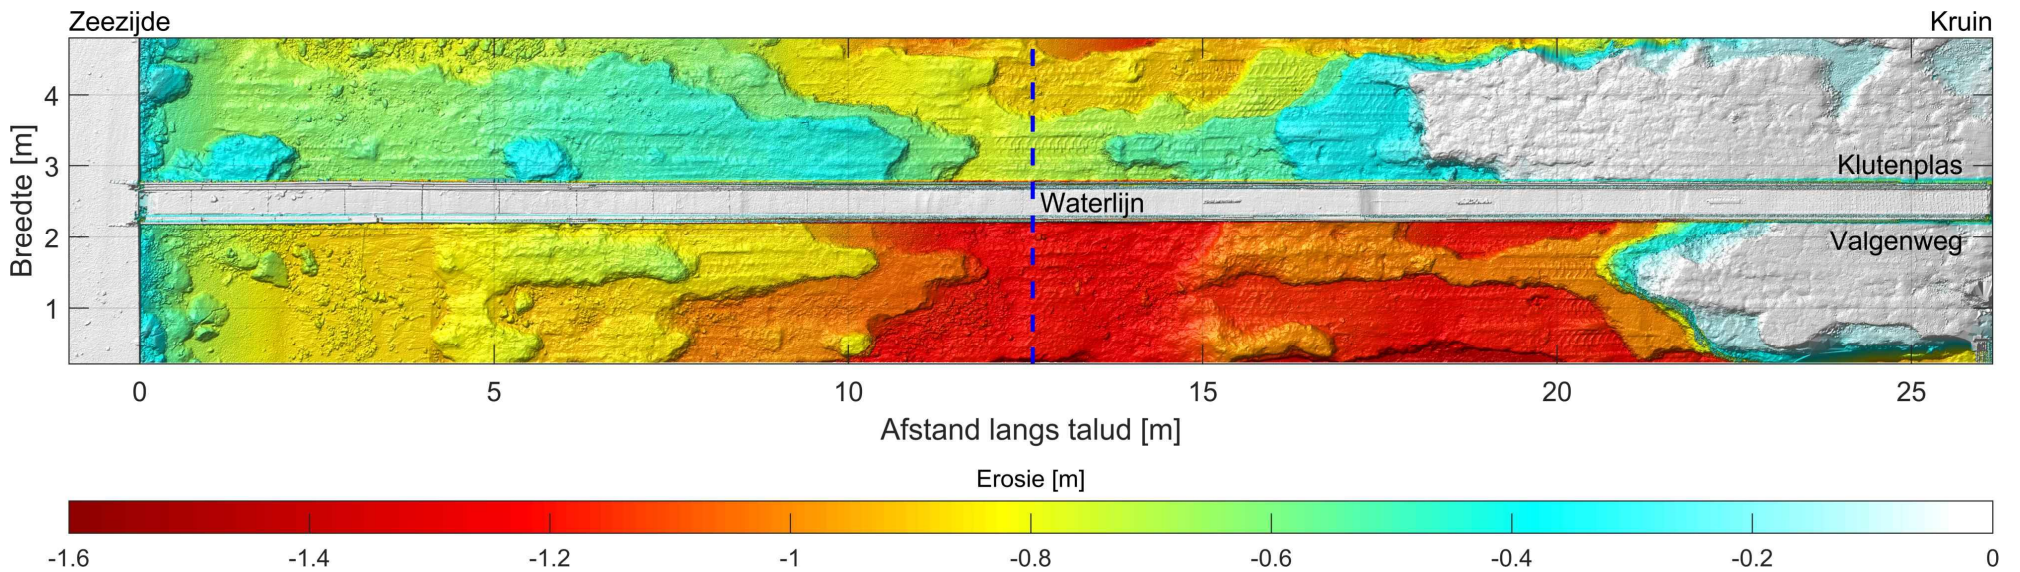 Zeezijde Kruin
4
3
2
1
Breedte [m]
Klutenplas
Waterlijn
Valgenweg
0 5 10 15 20 25
Afstand langs talud [m]
Erosie [m]
-1.6 -1.4 -1.2 -1 -0.8 -0.6 -0.4 -0.2 0